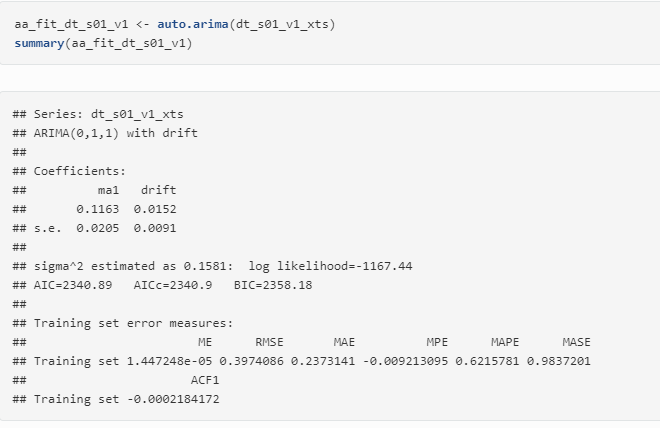 aa_fit_dt_s01_v1 <- auto.arima(dt_s01_v1_xts)
summary(aa_fit_dt_s01_v1)
## Series: dt_s01_v1_xts
## ARIMA(0,1,1) with drift
##
## Coefficients:
##          ma1   drift
##       0.1163  0.0152
## s.e.  0.0205  0.0091
##
## sigma^2 estimated as 0.1581:  log likelihood=-1167.44
## AIC=2340.89   AICc=2340.9   BIC=2358.18
##
## Training set error measures:
##                        ME      RMSE       MAE          MPE      MAPE      MASE
## Training set 1.447248e-05 0.3974086 0.2373141 -0.009213095 0.6215781 0.9837201
##                       ACF1
## Training set -0.0002184172